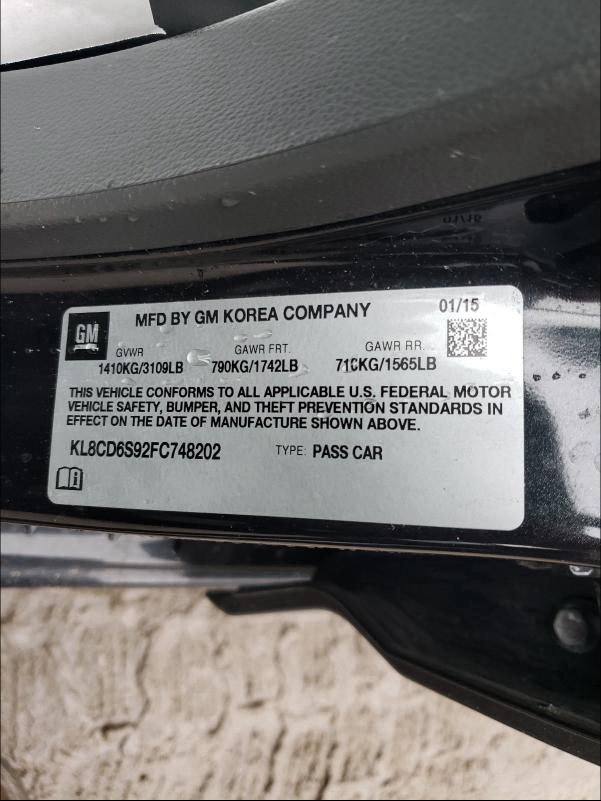 GM
MFD BY GM KOREA COMPANY 01/15
GVWR GAWR FRT. GAWR RR.
1410KG/3109LB 790KG/1742LB 710KG/1565LB
THIS VEHICLE CONFORMS TO ALL APPLICABLE U.S. FEDERAL MOTOR
VEHICLE SAFETY, BUMPER, AND THEFT PREVENTION STANDARDS IN
EFFECT ON THE DATE OF MANUFACTURE SHOWN ABOVE.
KL8CD6S92FC748202 TYPE: PASS CAR